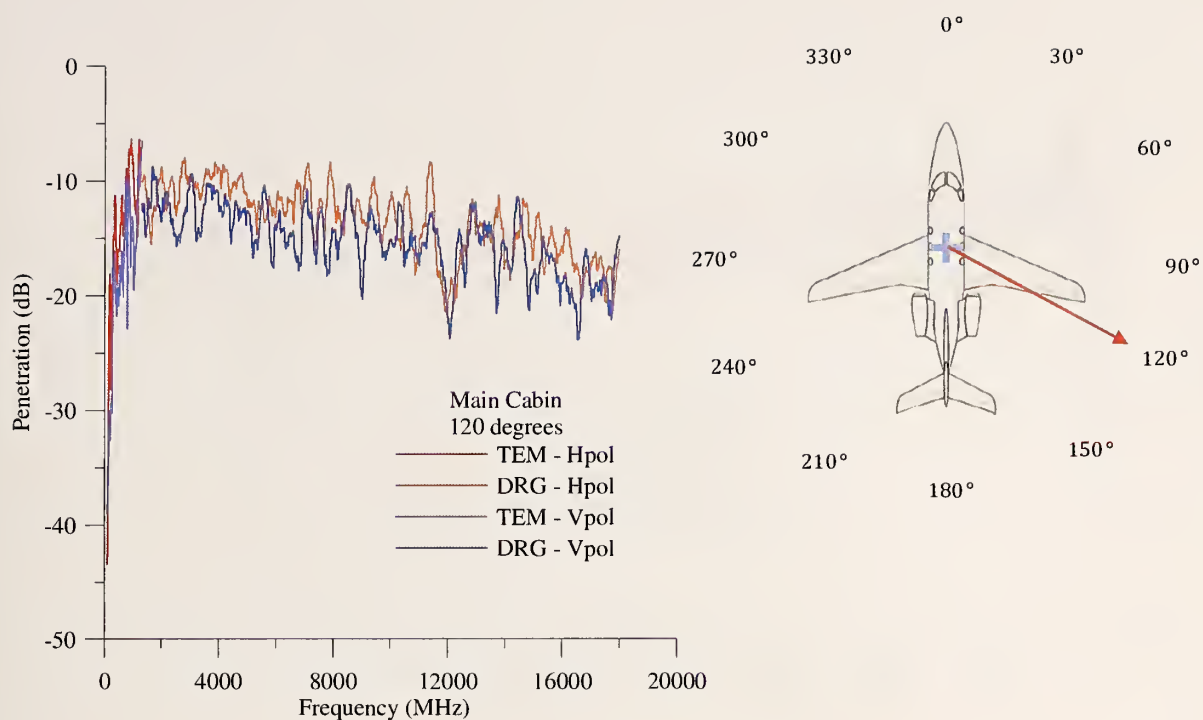 0
-10
-20
-30
-40
-50
Penetration (dB)
0 4000 8000 12000 16000 20000
Frequency (MHz)
Main Cabin
120 degrees
TEM - Hpol
DRG - Hpol
TEM - Vpol
DRG - Vpol
0°
330° 30°
300° 60°
270° 90°
240° 120°
210° 150°
180°